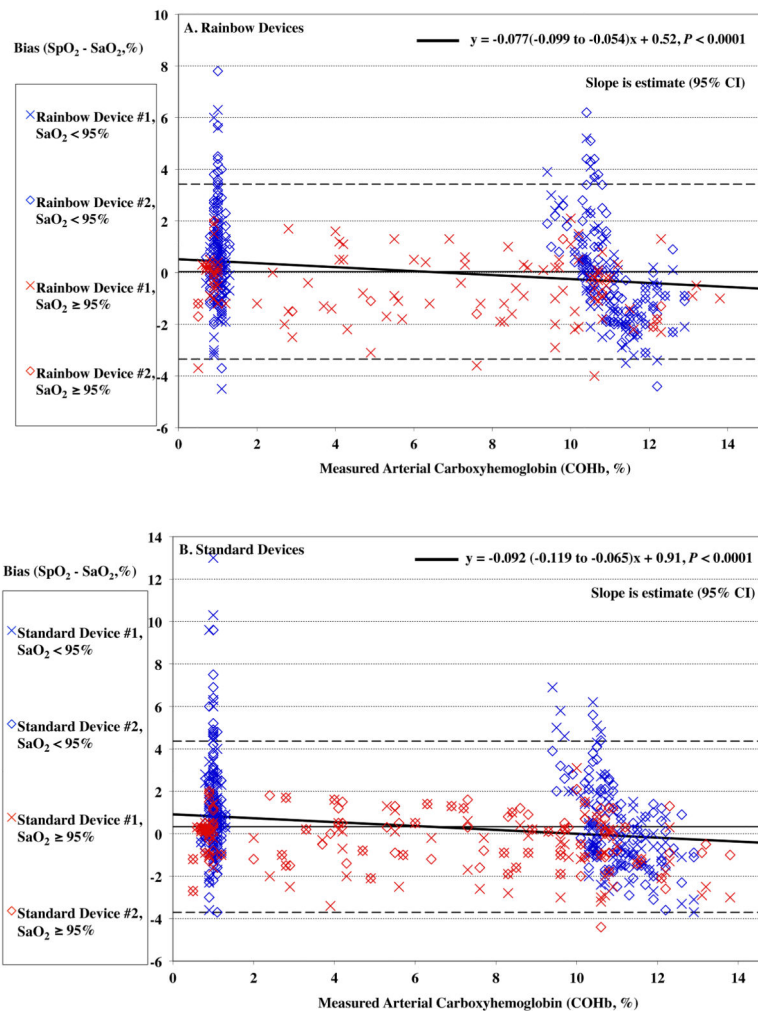 A. Rainbow Devices
y = -0.077(-0.099 to -0.054)x + 0.52, P < 0.0001
Slope is estimate (95% CI)
Bias (SpO2 - SaO2,%)
Rainbow Device #1,
SaO2 < 95%
Rainbow Device #2,
SaO2 < 95%
Rainbow Device #1,
SaO2 ≥ 95%
Rainbow Device #2,
SaO2 ≥ 95%
10
8
6
4
2
0
-2
-4
-6
0 2 4 6 8 10 12 14
Measured Arterial Carboxyhemoglobin (COHb, %)
B. Standard Devices
y = -0.092 (-0.119 to -0.065)x + 0.91, P < 0.0001
Slope is estimate (95% CI)
Bias (SpO2 - SaO2,%)
Standard Device #1,
SaO2 < 95%
Standard Device #2,
SaO2 < 95%
Standard Device #1,
SaO2 ≥ 95%
Standard Device #2,
SaO2 ≥ 95%
14
12
10
8
6
4
2
0
-2
-4
-6
0 2 4 6 8 10 12 14
Measured Arterial Carboxyhemoglobin (COHb, %)